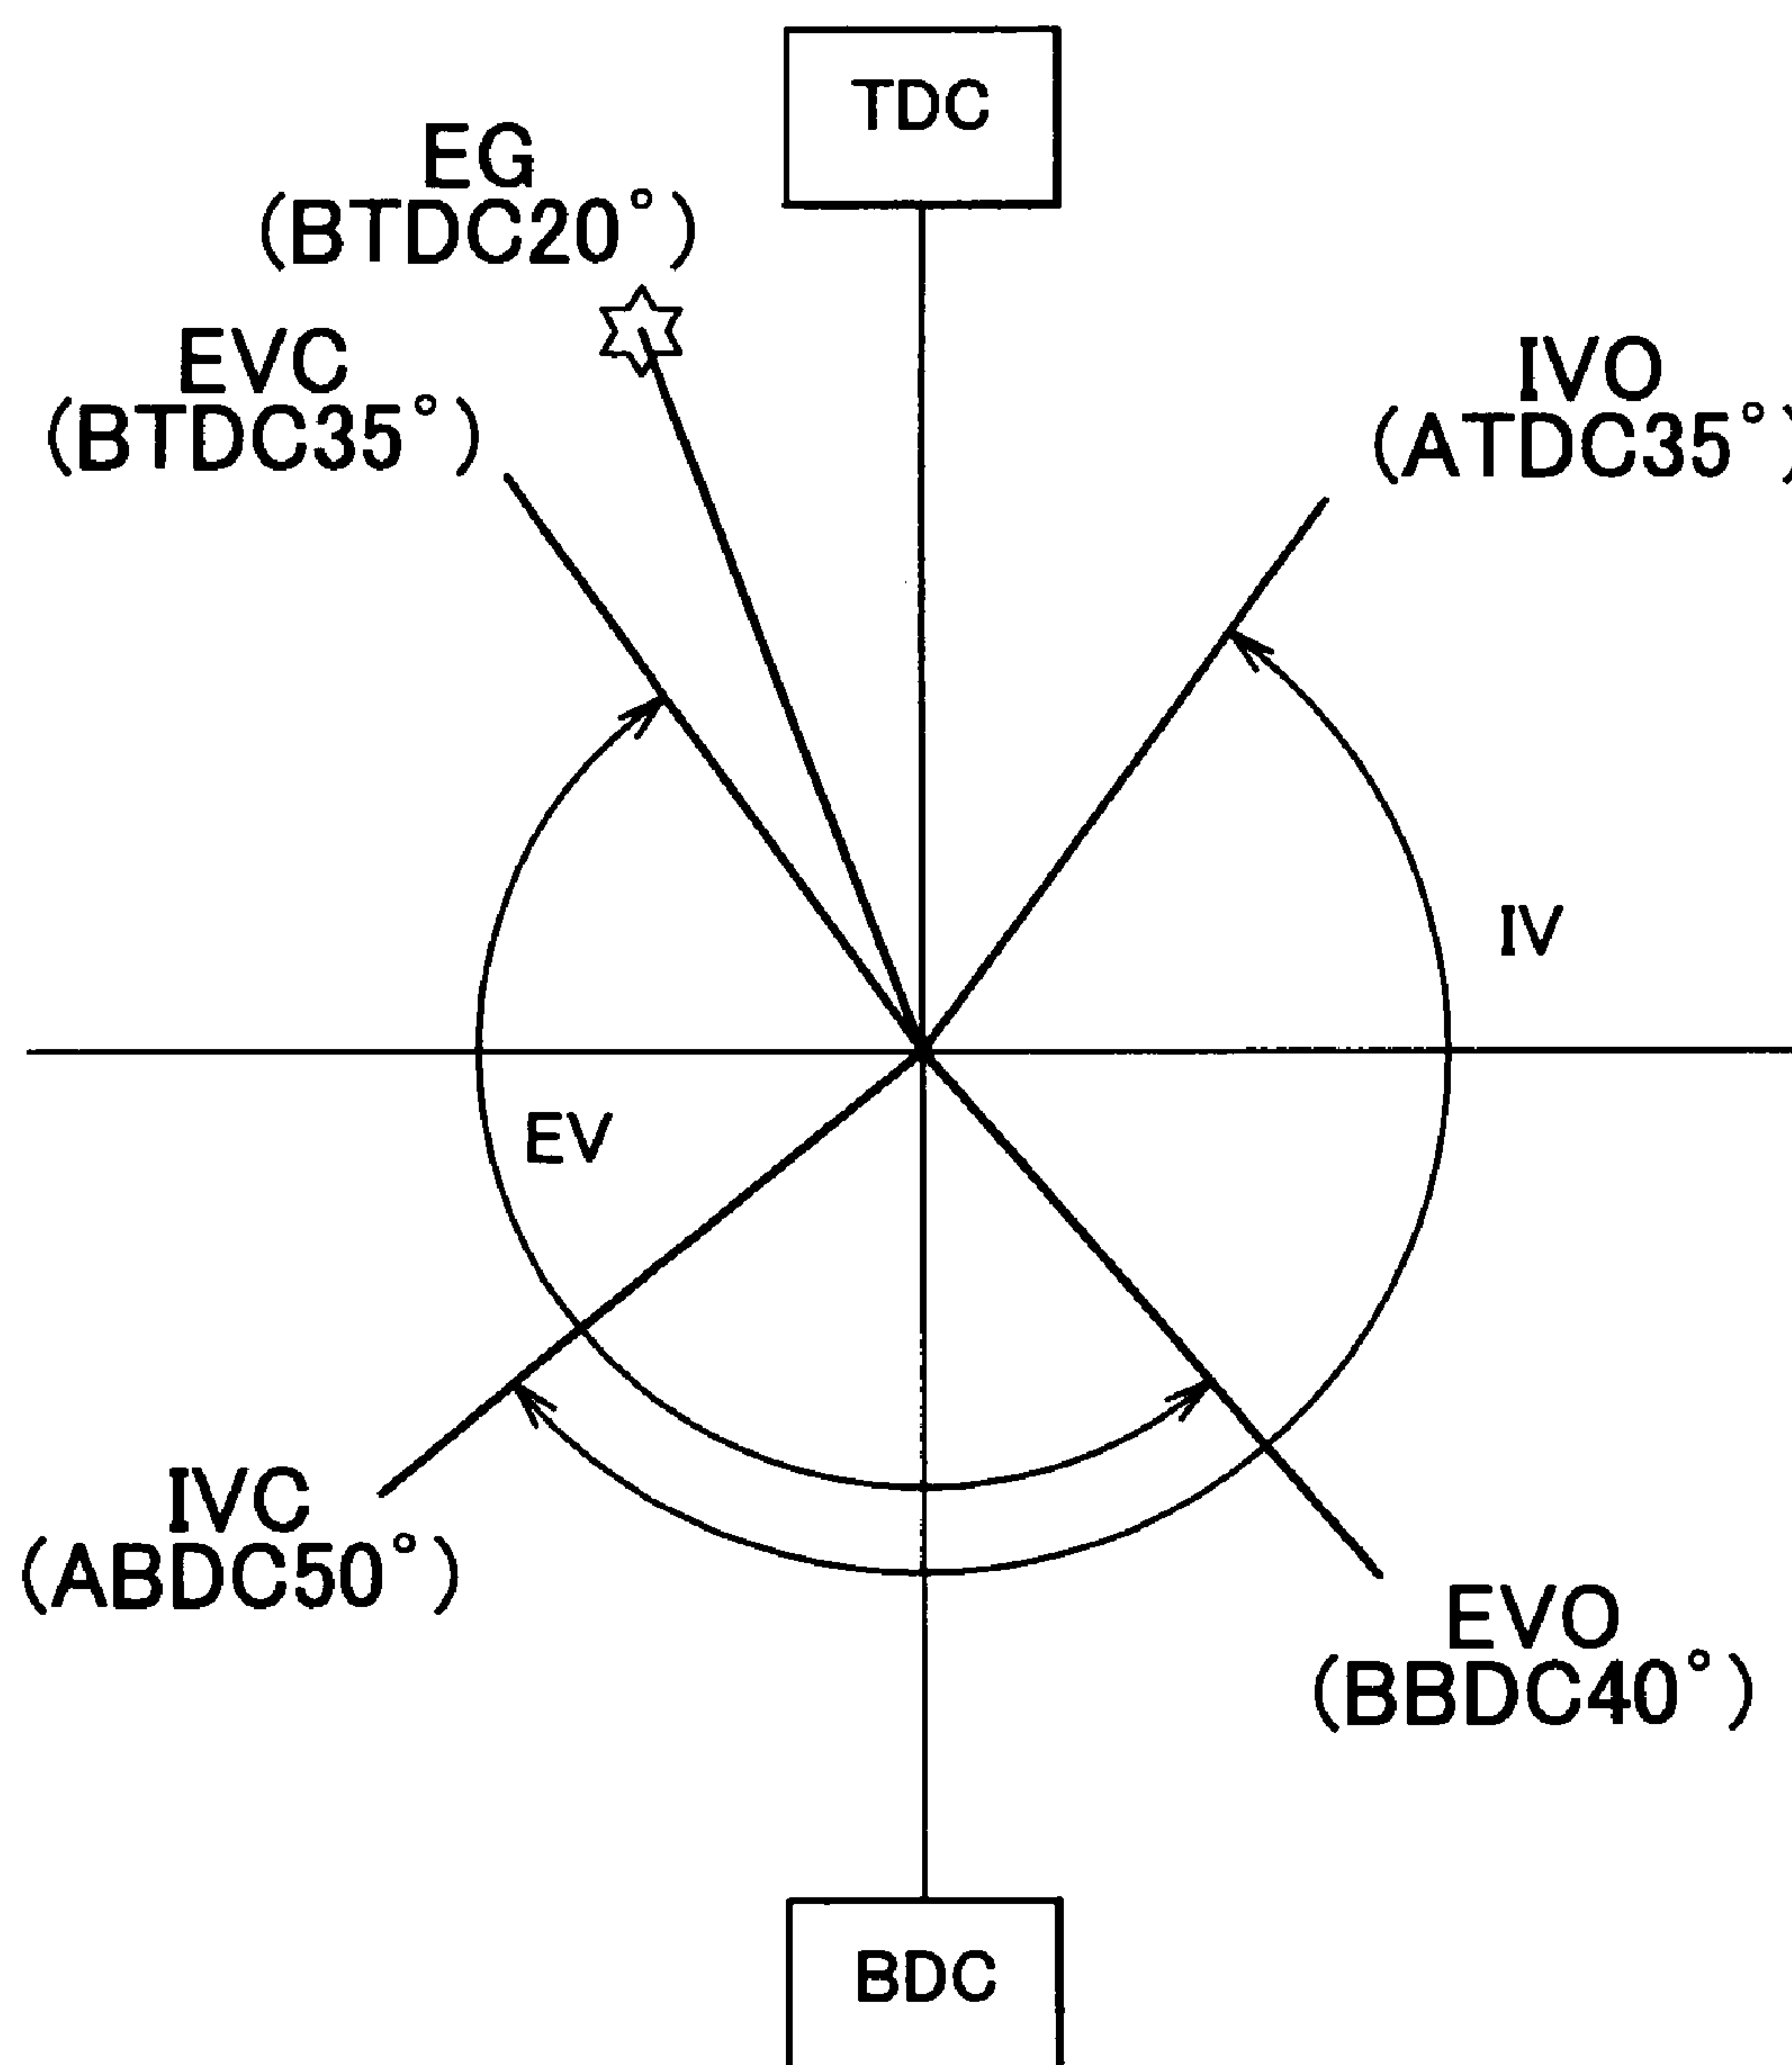 TDC
EG
(BTDC20°)
EVC
(BTDC35°)
IVO
(ATDC35°)
IV
EV
IVC
(ABDC50°)
EVO
(BBDC40°)
BDC